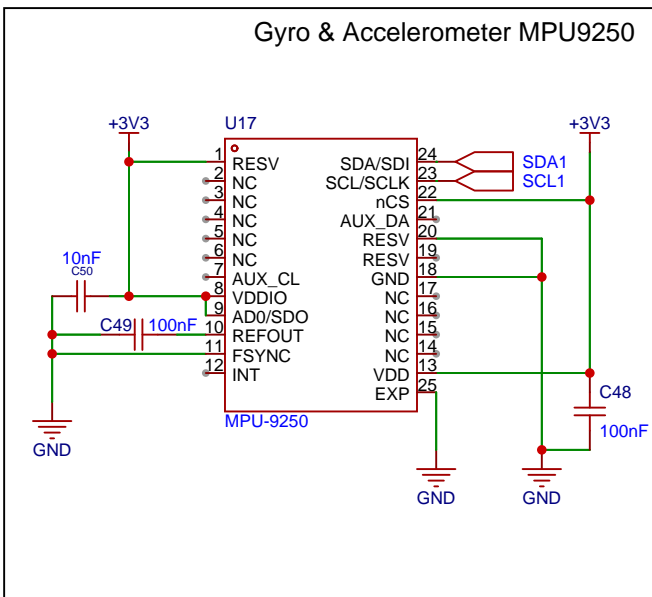 Gyro & Accelerometer MPU9250
+3V3
U17
+3V3
1 RESV
2 NC
3 NC
4 NC
5 NC
6 NC
7 AUX_CL
8 VDDIO
9 AD0/SDO
10 REFOUT
11 FSYNC
12 INT
SDA/SDI 24
SCL/SCLK 23
nCS 22
AUX_DA 21
RESV 20
RESV 19
GND 18
NC 17
NC 16
NC 15
NC 14
VDD 13
EXP 25
SDA1
SCL1
10nF
C50
C49 100nF
MPU-9250
C48
100nF
GND
GND
GND